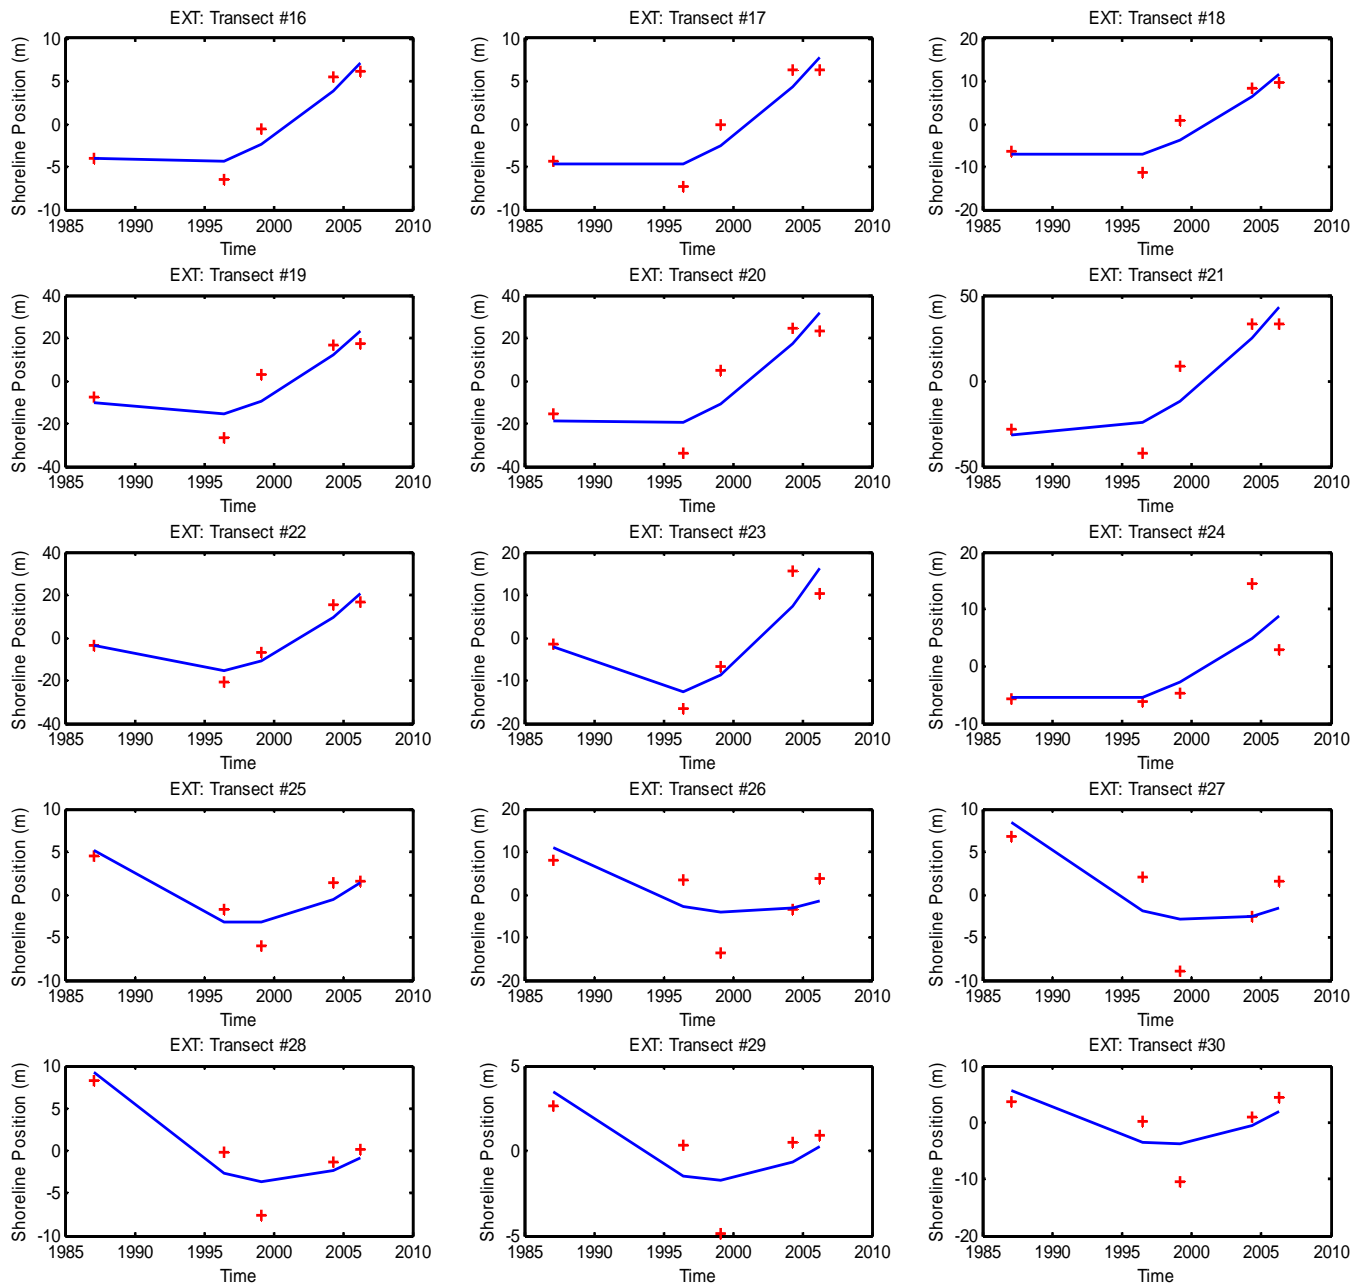 EXT: Transect #16
Shoreline Position (m)
10
5
0
-5
-10
1985 1990 1995 2000 2005 2010
Time
EXT: Transect #17
Shoreline Position (m)
10
5
0
-5
-10
1985 1990 1995 2000 2005 2010
Time
EXT: Transect #18
Shoreline Position (m)
20
10
0
-10
-20
1985 1990 1995 2000 2005 2010
Time
EXT: Transect #19
Shoreline Position (m)
40
20
0
-20
-40
1985 1990 1995 2000 2005 2010
Time
EXT: Transect #20
Shoreline Position (m)
40
20
0
-20
-40
1985 1990 1995 2000 2005 2010
Time
EXT: Transect #21
Shoreline Position (m)
50
0
-50
1985 1990 1995 2000 2005 2010
Time
EXT: Transect #22
Shoreline Position (m)
40
20
0
-20
-40
1985 1990 1995 2000 2005 2010
Time
EXT: Transect #23
Shoreline Position (m)
20
10
0
-10
-20
1985 1990 1995 2000 2005 2010
Time
EXT: Transect #24
Shoreline Position (m)
20
10
0
-10
1985 1990 1995 2000 2005 2010
Time
EXT: Transect #25
Shoreline Position (m)
10
5
0
-5
-10
1985 1990 1995 2000 2005 2010
Time
EXT: Transect #26
Shoreline Position (m)
20
10
0
-10
-20
1985 1990 1995 2000 2005 2010
Time
EXT: Transect #27
Shoreline Position (m)
10
5
0
-5
-10
1985 1990 1995 2000 2005 2010
Time
EXT: Transect #28
Shoreline Position (m)
10
5
0
-5
-10
1985 1990 1995 2000 2005 2010
Time
EXT: Transect #29
Shoreline Position (m)
5
0
-5
1985 1990 1995 2000 2005 2010
Time
EXT: Transect #30
Shoreline Position (m)
10
0
-10
-20
1985 1990 1995 2000 2005 2010
Time